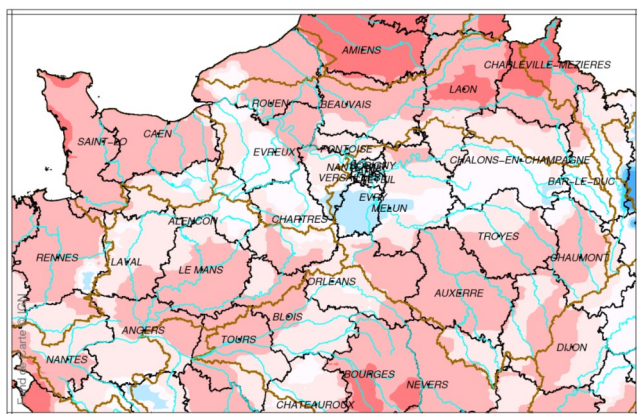 AMIENS
CHARLEVILLE-MEZIERES
LAON
ROUEN
BEAUVAIS
SAINT-LO
CAEN
EVREUX
PONTOISE
CHALONS-EN-CHAMPAGNE
BAR-LE-DUC
EVRY
MELUN
ALENCON
CHARTRES
TROYES
RENNES
LAVAL
LE MANS
CHAUMONT
ORLEANS
AUXERRE
BLOIS
ANGERS
TOURS
DIJON
NANTES
BOURGES
NEVERS
CHATEAUROUX